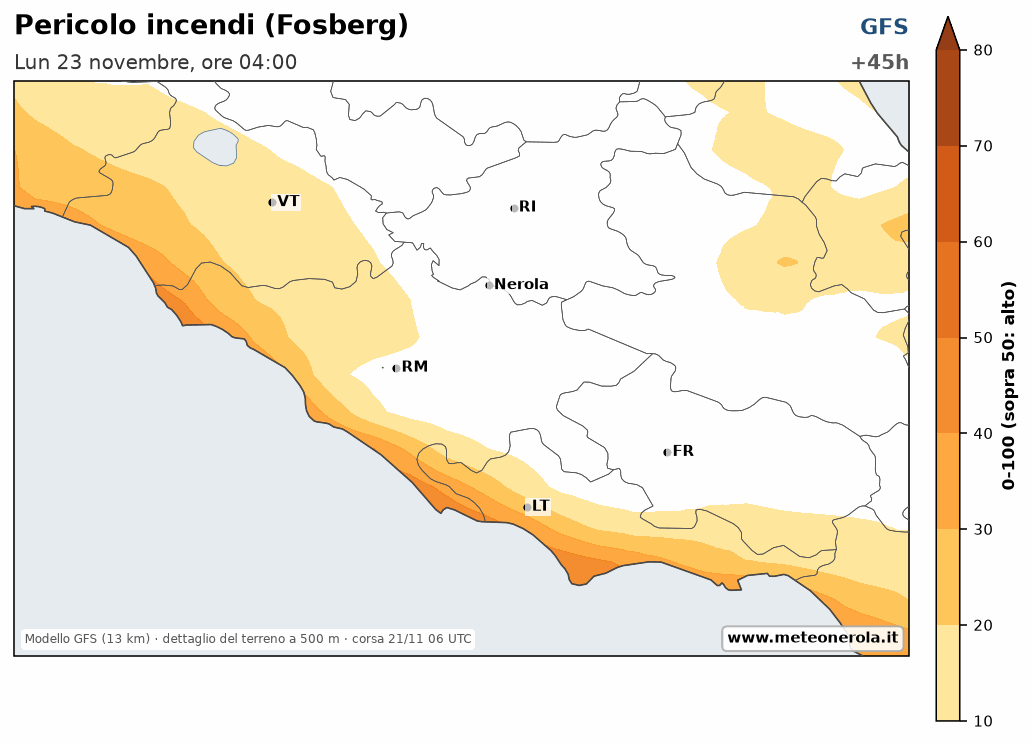 Pericolo incendi (Fosberg)
GFS
Lun 23 novembre, ore 04:00
+45h
VT
RI
Nerola
RM
FR
LT
Modello GFS (13 km) · dettaglio del terreno a 500 m · corsa 21/11 06 UTC
www.meteonerola.it
80
70
60
50
40
30
20
10
0-100 (sopra 50: alto)